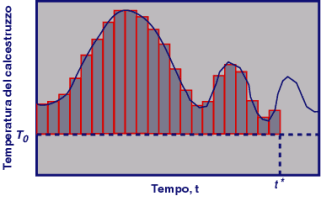 Temperatura del calcestruzzo
T0
Tempo, t
t*